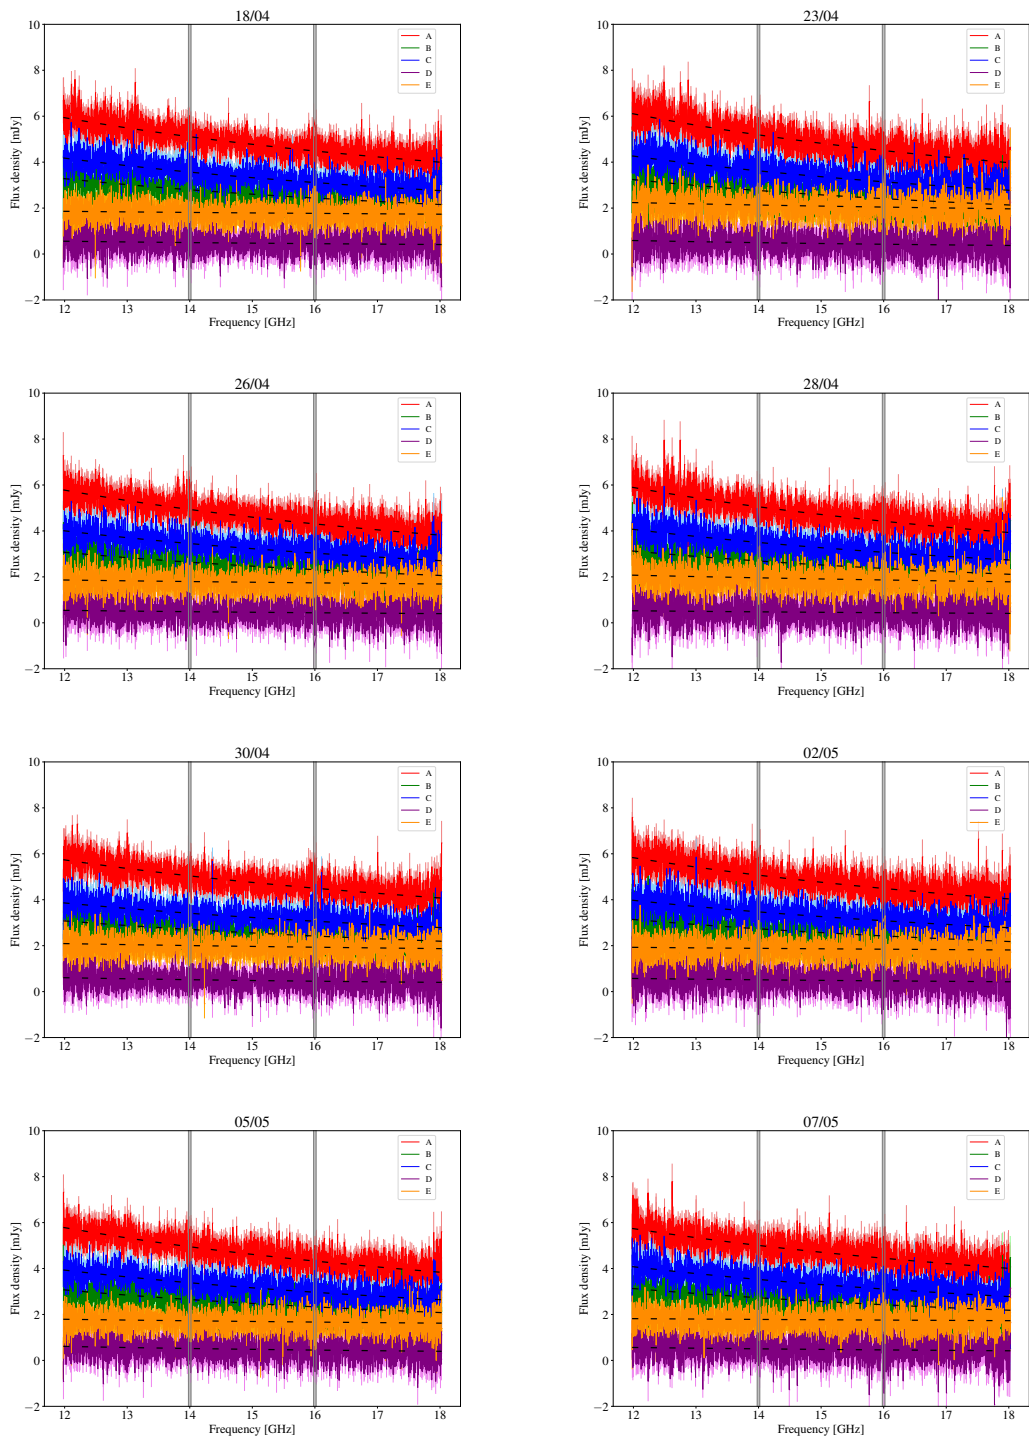 18/04
10
8
6
4
2
0
−2
Flux density [mJy]
A
B
C
D
E
12 13 14 15 16 17 18
Frequency [GHz]
23/04
10
8
6
4
2
0
−2
Flux density [mJy]
A
B
C
D
E
12 13 14 15 16 17 18
Frequency [GHz]
26/04
10
8
6
4
2
0
−2
Flux density [mJy]
A
B
C
D
E
12 13 14 15 16 17 18
Frequency [GHz]
28/04
10
8
6
4
2
0
−2
Flux density [mJy]
A
B
C
D
E
12 13 14 15 16 17 18
Frequency [GHz]
30/04
10
8
6
4
2
0
−2
Flux density [mJy]
A
B
C
D
E
12 13 14 15 16 17 18
Frequency [GHz]
02/05
10
8
6
4
2
0
−2
Flux density [mJy]
A
B
C
D
E
12 13 14 15 16 17 18
Frequency [GHz]
05/05
10
8
6
4
2
0
−2
Flux density [mJy]
A
B
C
D
E
12 13 14 15 16 17 18
Frequency [GHz]
07/05
10
8
6
4
2
0
−2
Flux density [mJy]
A
B
C
D
E
12 13 14 15 16 17 18
Frequency [GHz]